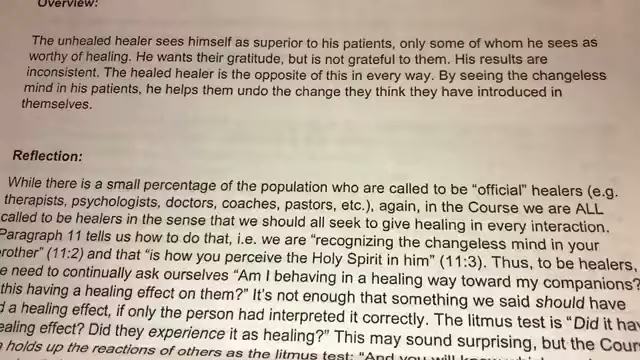 Overview:
The unhealed healer sees himself as superior to his patients, only some of whom he sees as
worthy of healing. He wants their gratitude, but is not grateful to them. His results are
inconsistent. The healed healer is the opposite of this in every way. By seeing the changeless
mind in his patients, he helps them undo the change they think they have introduced in
themselves.
Reflection:
While there is a small percentage of the population who are called to be “official” healers (e.g.
therapists, psychologists, doctors, coaches, pastors, etc.), again, in the Course we are ALL
called to be healers in the sense that we should all seek to give healing in every interaction.
Paragraph 11 tells us how to do that, i.e. we are “recognizing the changeless mind in your
brother” (11:2) and that “is how you perceive the Holy Spirit in him” (11:3). Thus, to be healers,
need to continually ask ourselves “Am I behaving in a healing way toward my companions?
this having a healing effect on them?” It’s not enough that something we said should have
a healing effect, if only the person had interpreted it correctly. The litmus test is “Did it
healing effect? Did they experience it as healing?” This may sound surprising, but the
holds up the reactions of others as the litmus test: “And you will